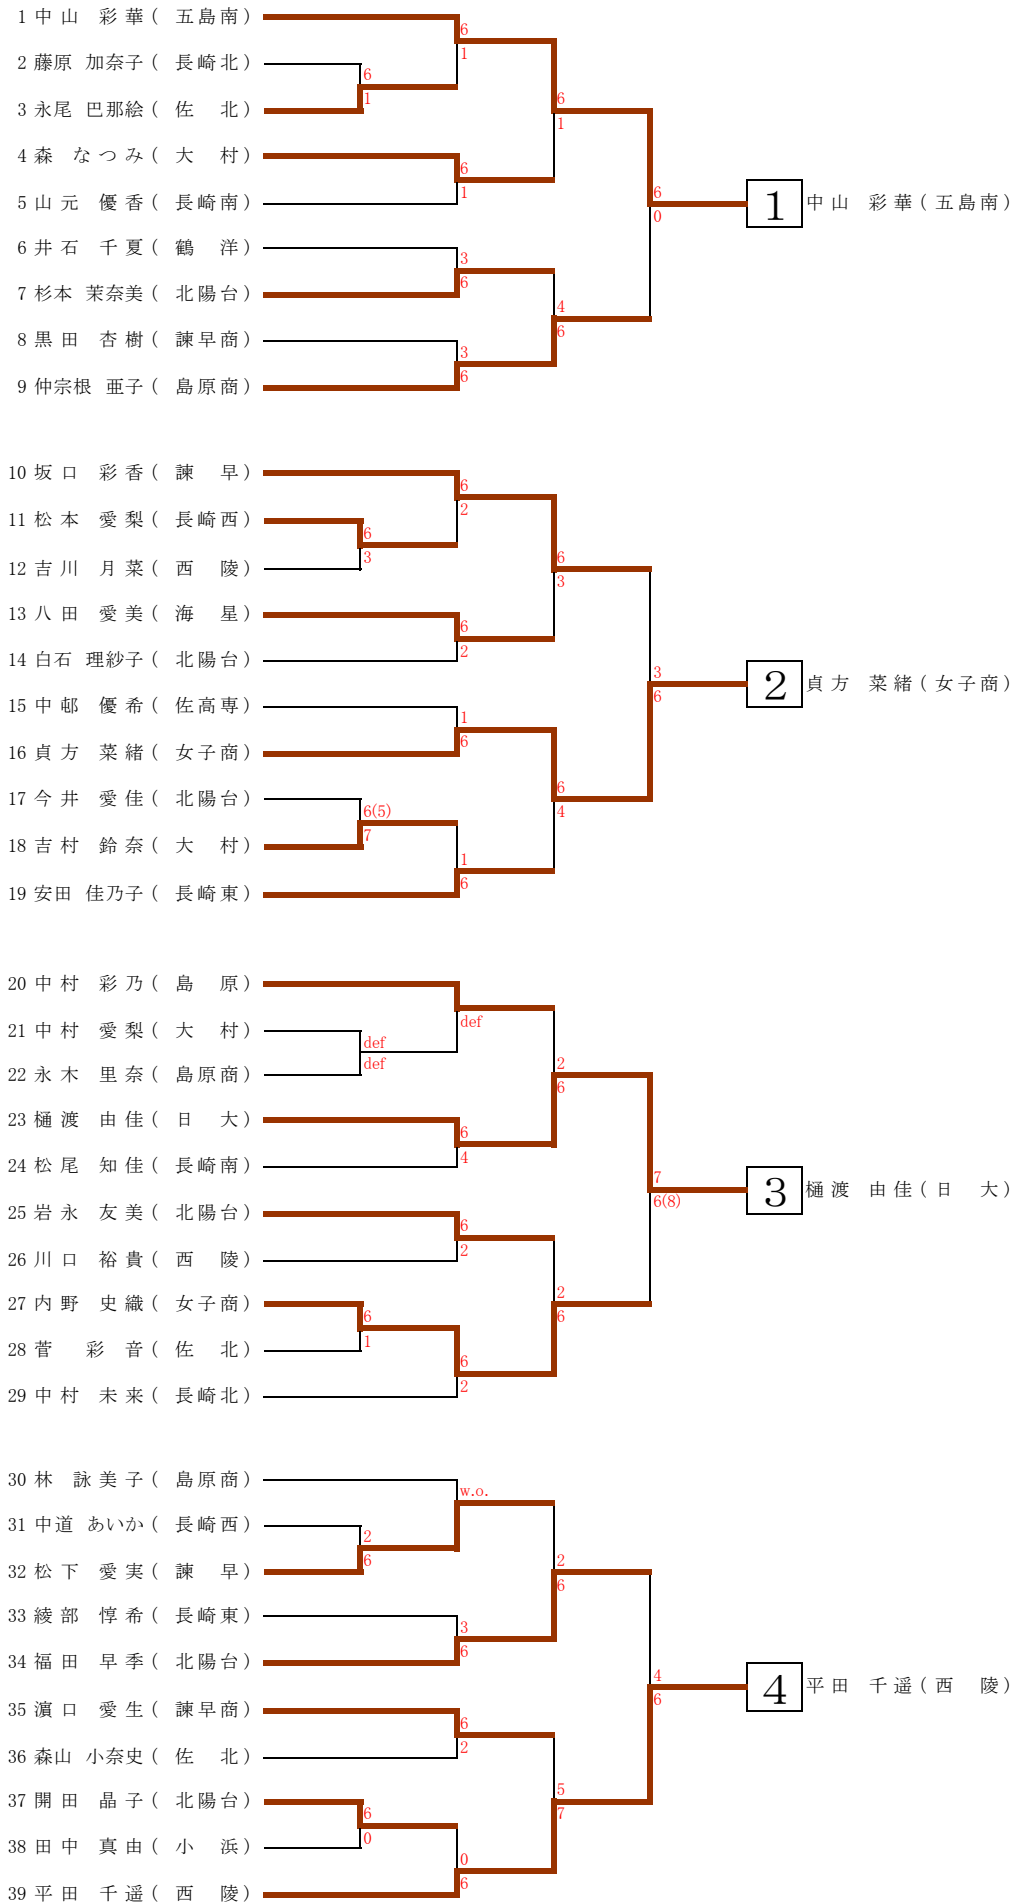 1 中山 彩華 ( 五島南 )
6
1
2 藤原 加奈子 ( 長崎北 )
6
1
3 永尾 巴那絵 ( 佐 北 )
6
1
4 森 なつみ ( 大 村 )
6
1
5 山元 優香 ( 長崎南 )
6
0
1 中山 彩華 ( 五島南 )
6 井石 千夏 ( 鶴 洋 )
3
6
7 杉本 茉奈美 ( 北陽台 )
4
6
8 黒田 杏樹 ( 諫早商 )
3
6
9 仲宗根 亜子 ( 島原商 )
10 坂口 彩香 ( 諫 早 )
6
2
11 松本 愛梨 ( 長崎西 )
6
3
12 吉川 月菜 ( 西 陵 )
6
3
13 八田 愛美 ( 海 星 )
6
2
14 白石 理紗子 ( 北陽台 )
3
6
2 貞方 菜緒 ( 女子商 )
15 中邨 優希 ( 佐高専 )
1
6
16 貞方 菜緒 ( 女子商 )
6
4
17 今井 愛佳 ( 北陽台 )
6(5)
7
18 吉村 鈴奈 ( 大 村 )
1
6
19 安田 佳乃子 ( 長崎東 )
20 中村 彩乃 ( 島 原 )
def
21 中村 愛梨 ( 大 村 )
def
def
22 永木 里奈 ( 島原商 )
2
6
23 樋渡 由佳 ( 日 大 )
6
4
24 松尾 知佳 ( 長崎南 )
7
6(8)
3 樋渡 由佳 ( 日 大 )
25 岩永 友美 ( 北陽台 )
6
2
26 川口 裕貴 ( 西 陵 )
2
6
27 内野 史織 ( 女子商 )
6
1
28 菅 彩音 ( 佐 北 )
6
2
29 中村 未来 ( 長崎北 )
30 林 詠美子 ( 島原商 )
w.o.
31 中道 あいか ( 長崎西 )
2
6
32 松下 愛実 ( 諫 早 )
2
6
33 綾部 惇希 ( 長崎東 )
3
6
34 福田 早季 ( 北陽台 )
4
6
4 平田 千遥 ( 西 陵 )
35 濵口 愛生 ( 諫早商 )
6
2
36 森山 小奈史 ( 佐 北 )
5
7
37 開田 晶子 ( 北陽台 )
6
0
38 田中 真由 ( 小 浜 )
0
6
39 平田 千遥 ( 西 陵 )